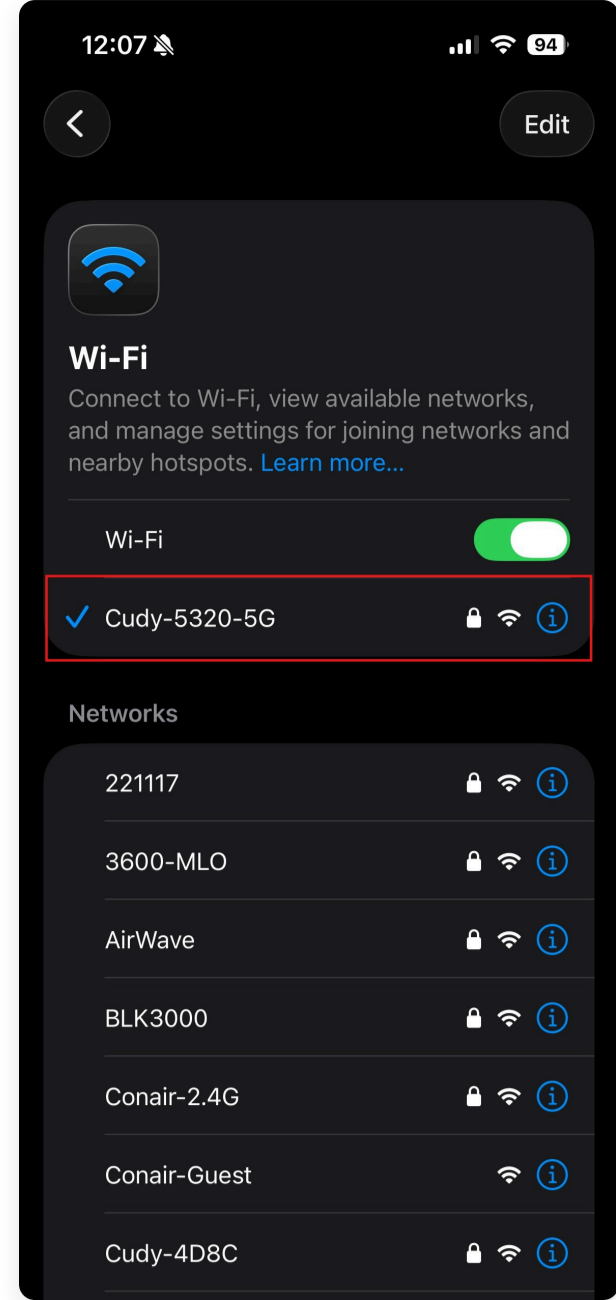 12:07
94
Edit
Wi-Fi
Connect to Wi-Fi, view available networks,
and manage settings for joining networks and
nearby hotspots. Learn more...
Wi-Fi
Cudy-5320-5G
Networks
221117
3600-MLO
AirWave
BLK3000
Conair-2.4G
Conair-Guest
Cudy-4D8C